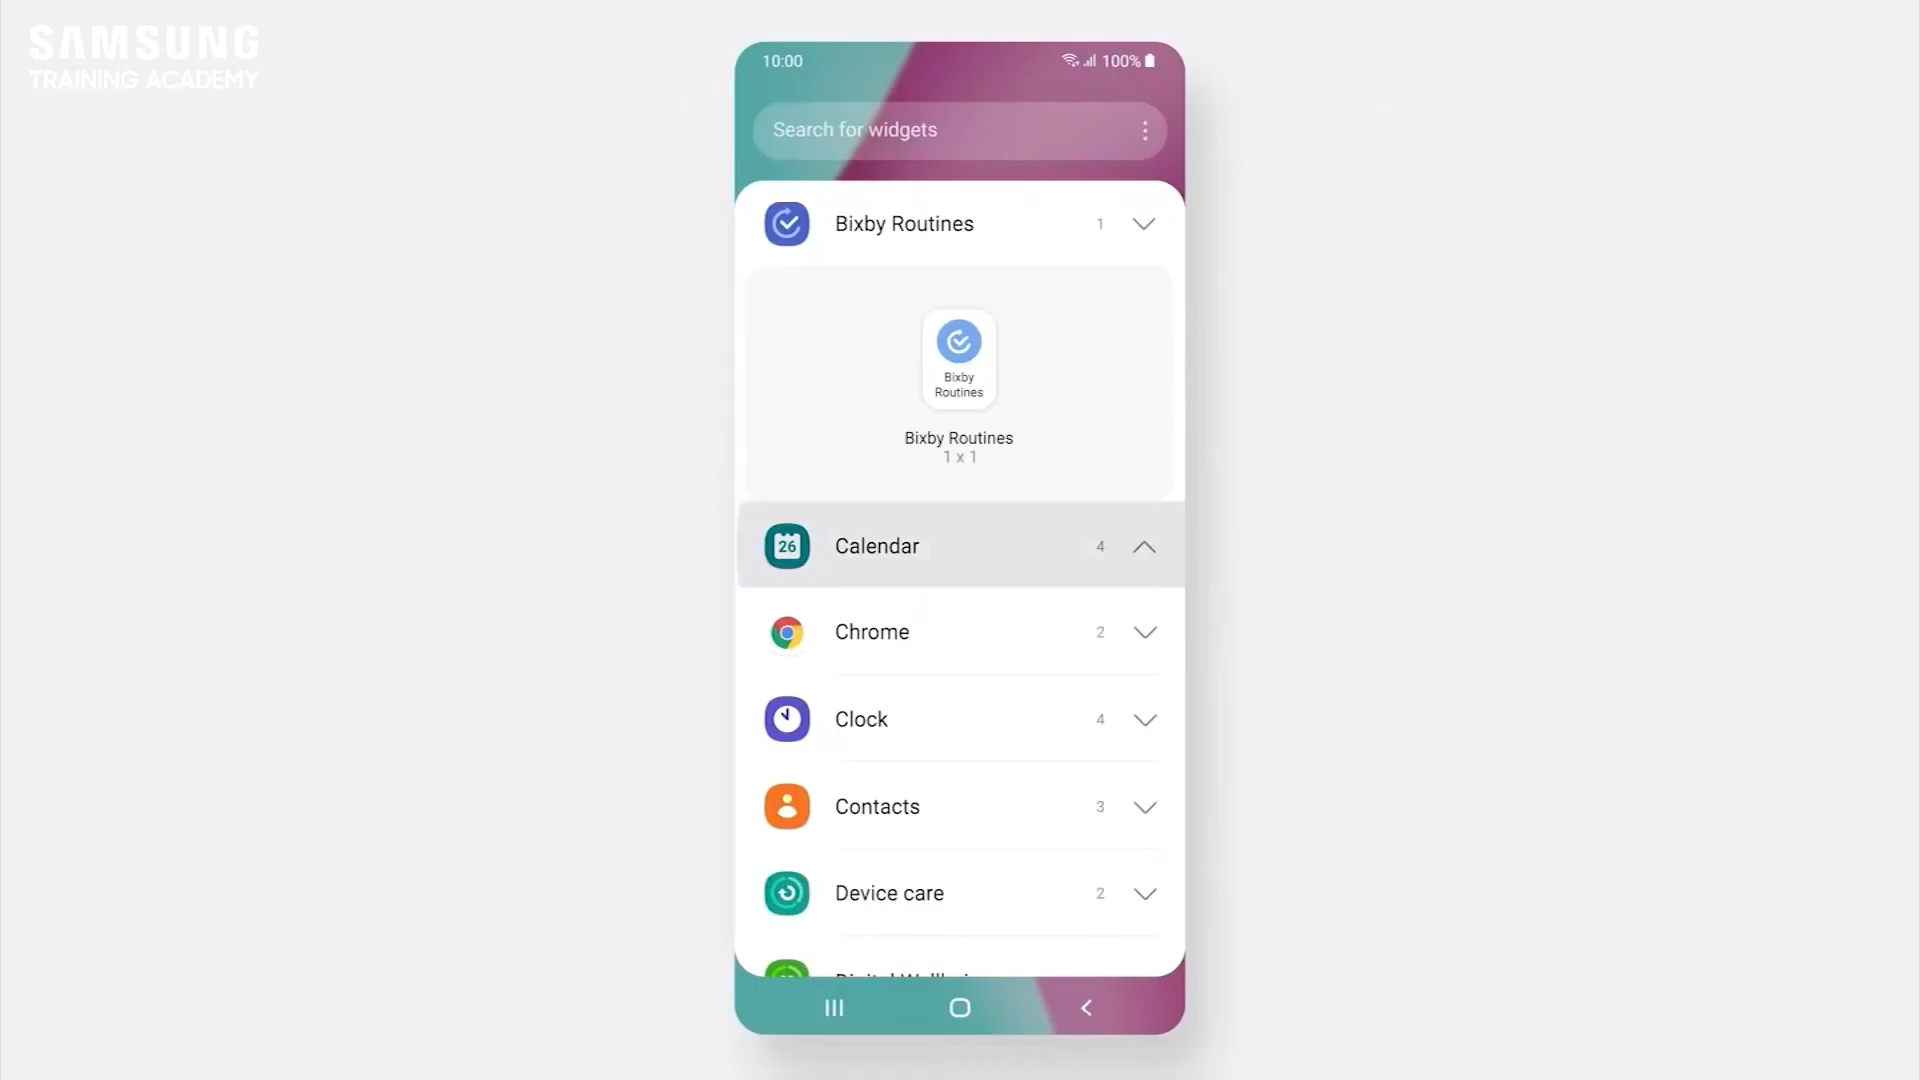 SAMSUNG
TRAINING ACADEMY
10:00
100%
Search for widgets
Bixby Routines
1
Bixby
Routines
Bixby Routines
1 x 1
26
Calendar
4
Chrome
2
Clock
4
Contacts
3
Device care
2